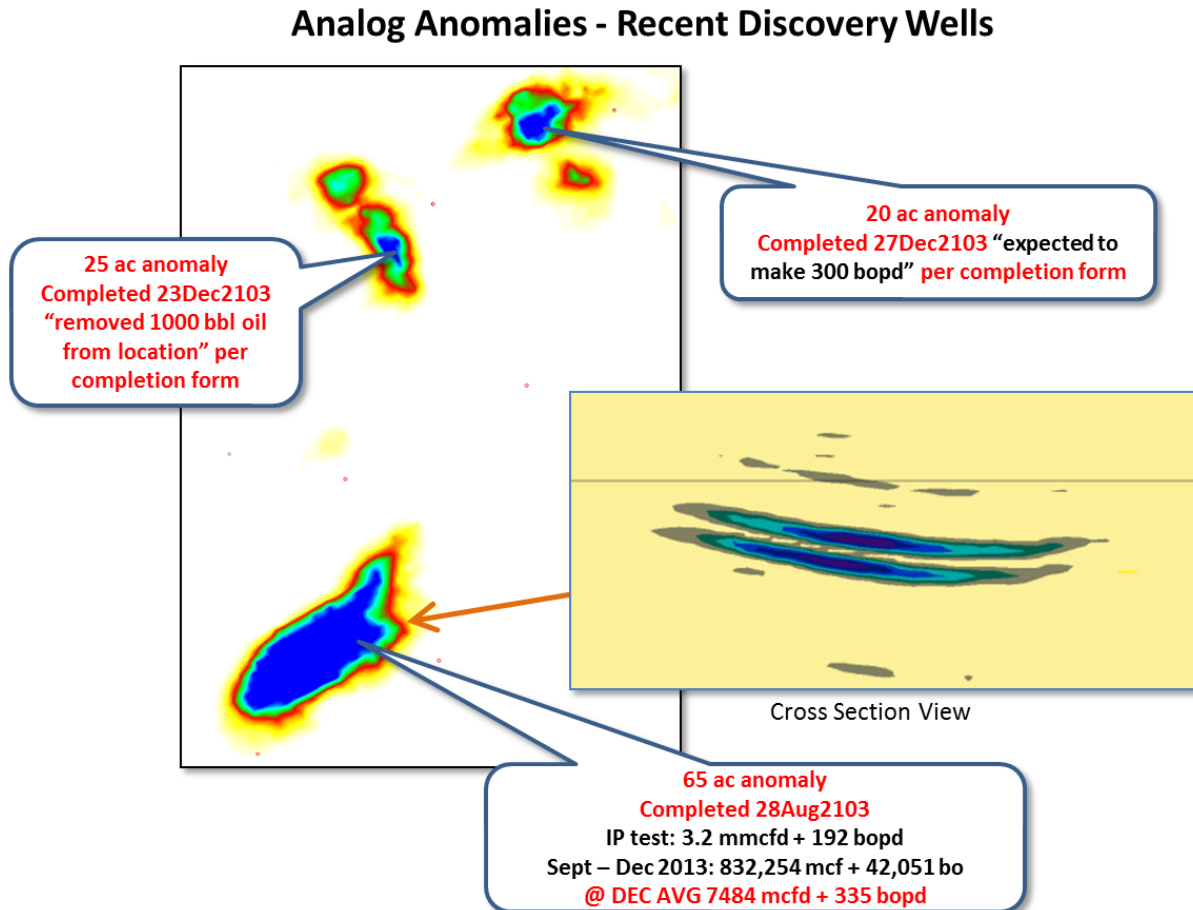 Analog Anomalies - Recent Discovery Wells
20 ac anomaly
Completed 27Dec2103 “expected to
make 300 bopd” per completion form
25 ac anomaly
Completed 23Dec2103
“removed 1000 bbl oil
from location” per
completion form
Cross Section View
65 ac anomaly
Completed 28Aug2103
IP test: 3.2 mmcfd + 192 bopd
Sept – Dec 2013: 832,254 mcf + 42,051 bo
@ DEC AVG 7484 mcfd + 335 bopd